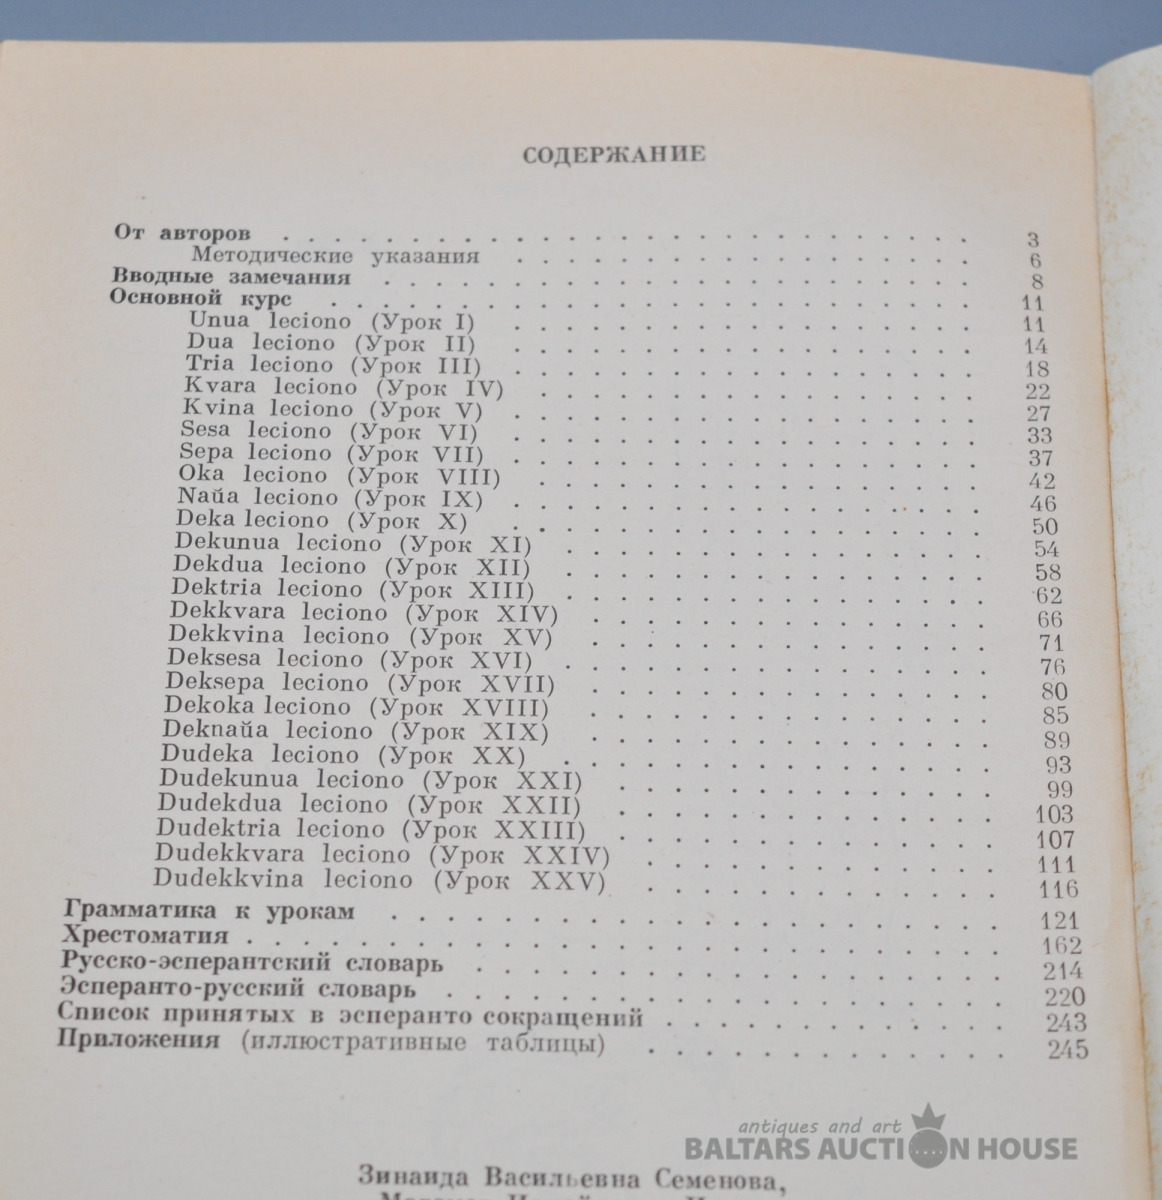 СОДЕРЖАНИЕ
От авторов . . . . . . . . . . . . . . . . . . . . . . . . . . . 3
Методические указания . . . . . . . . . . . . . . . . . . 6
Вводные замечания . . . . . . . . . . . . . . . . . . . . . . . 8
Основной курс . . . . . . . . . . . . . . . . . . . . . . . . . 11
Unua leciono (Урок I) . . . . . . . . . . . . . . . . . . 11
Dua leciono (Урок II) . . . . . . . . . . . . . . . . . . 14
Tria leciono (Урок III) . . . . . . . . . . . . . . . . . . 18
Kvara leciono (Урок IV) . . . . . . . . . . . . . . . . . 22
Kvina leciono (Урок V) . . . . . . . . . . . . . . . . . . 27
Sesa leciono (Урок VI) . . . . . . . . . . . . . . . . . . 33
Sepa leciono (Урок VII) . . . . . . . . . . . . . . . . . . 37
Oka leciono (Урок VIII) . . . . . . . . . . . . . . . . . 42
Naŭa leciono (Урок IX) . . . . . . . . . . . . . . . . . . 46
Deka leciono (Урок X) . . . . . . . . . . . . . . . . . . 50
Dekunua leciono (Урок XI) . . . . . . . . . . . . . . . . 54
Dekdua leciono (Урок XII) . . . . . . . . . . . . . . . . 58
Dektria leciono (Урок XIII) . . . . . . . . . . . . . . . . 62
Dekkvara leciono (Урок XIV) . . . . . . . . . . . . . . . 66
Dekkvina leciono (Урок XV) . . . . . . . . . . . . . . . 71
Deksesa leciono (Урок XVI) . . . . . . . . . . . . . . . . 76
Deksepa leciono (Урок XVII) . . . . . . . . . . . . . . . 80
Dekoka leciono (Урок XVIII) . . . . . . . . . . . . . . . 85
Deknaŭa leciono (Урок XIX) . . . . . . . . . . . . . . . 89
Dudeka leciono (Урок XX) . . . . . . . . . . . . . . . . 93
Dudekunua leciono (Урок XXI) . . . . . . . . . . . . . . 99
Dudekdua leciono (Урок XXII) . . . . . . . . . . . . . . 103
Dudektria leciono (Урок XXIII) . . . . . . . . . . . . . . 107
Dudekkvara leciono (Урок XXIV) . . . . . . . . . . . . . 111
Dudekkvina leciono (Урок XXV) . . . . . . . . . . . . . 116
Грамматика к урокам . . . . . . . . . . . . . . . . . . . . . . 121
Хрестоматия . . . . . . . . . . . . . . . . . . . . . . . . . . . 162
Русско-эсперантский словарь . . . . . . . . . . . . . . . . . . . 214
Эсперанто-русский словарь . . . . . . . . . . . . . . . . . . . . 220
Список принятых в эсперанто сокращений . . . . . . . . . . . . 243
Приложения (иллюстративные таблицы) . . . . . . . . . . . . . 245
antiques and art
BALTARS AUCTION HOUSE
Зинаида Васильевна Семенова,